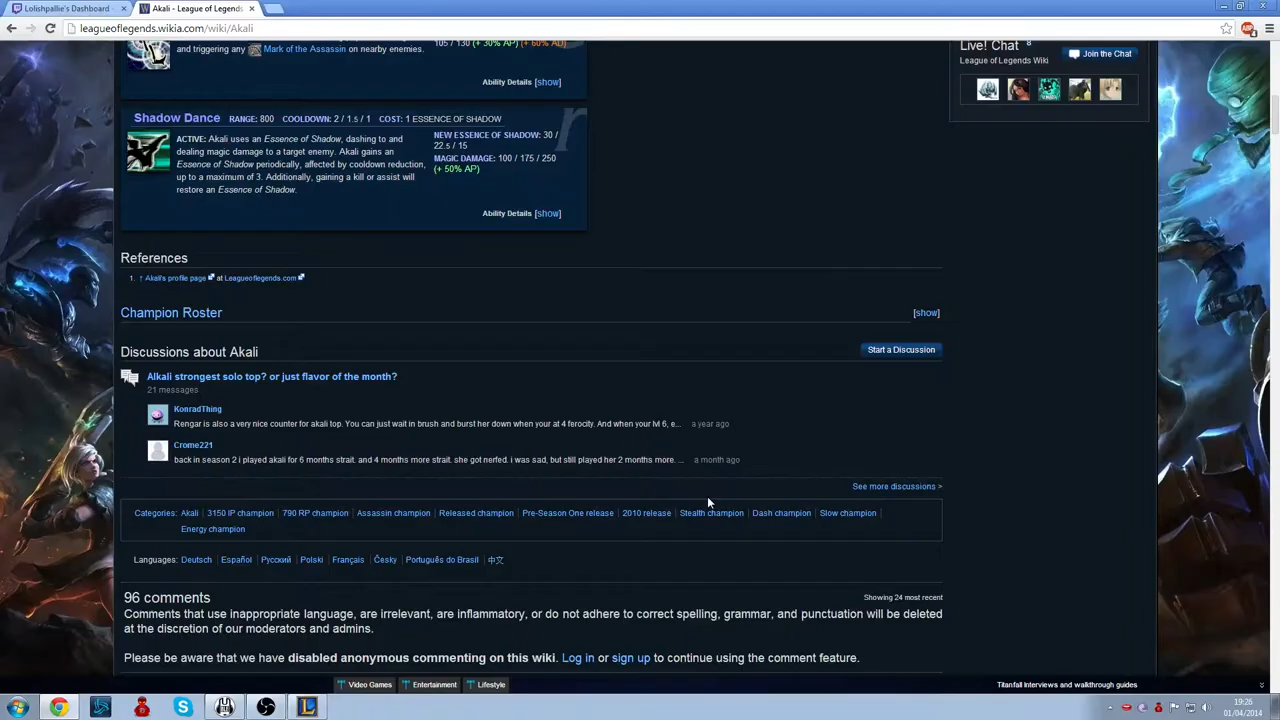 Lolishpallie's Dashboard -
Akali - League of Legends
leagueoflegends.wikia.com/wiki/Akali
and triggering any Mark of the Assassin on nearby enemies.
105 / 130 (+ 30% AP) (+ 60% AD)
Ability Details [show]
Shadow Dance RANGE: 800 COOLDOWN: 2 / 1.5 / 1 COST: 1 ESSENCE OF SHADOW
ACTIVE: Akali uses an Essence of Shadow, dashing to and
dealing magic damage to a target enemy. Akali gains an
Essence of Shadow periodically, affected by cooldown reduction,
up to a maximum of 3. Additionally, gaining a kill or assist will
restore an Essence of Shadow.
NEW ESSENCE OF SHADOW: 30 /
22.5 / 15
MAGIC DAMAGE: 100 / 175 / 250
(+ 50% AP)
Ability Details [show]
Live! Chat
League of Legends Wiki
Join the Chat
References
1. ↑ Akali's profile page at Leagueoflegends.com
Champion Roster [show]
Discussions about Akali
Start a Discussion
Alkali strongest solo top? or just flavor of the month?
21 messages
KonradThing
Rengar is also a very nice counter for akali top. You can just wait in brush and burst her down when your at 4 ferocity. And when your lvl 6, e... a year ago
Crome221
back in season 2 i played akali for 6 months strait. and 4 months more strait. she got nerfed. i was sad, but still played her 2 months more. ... a month ago
See more discussions >
Categories: Akali 3150 IP champion 790 RP champion Assassin champion Released champion Pre-Season One release 2010 release Stealth champion Dash champion Slow champion
Energy champion
Languages: Deutsch Español Русский Polski Français Česky Português do Brasil 中文
96 comments
Showing 24 most recent
Comments that use inappropriate language, are irrelevant, are inflammatory, or do not adhere to correct spelling, grammar, and punctuation will be deleted
at the discretion of our moderators and admins.
Please be aware that we have disabled anonymous commenting on this wiki. Log in or sign up to continue using the comment feature.
Video Games Entertainment Lifestyle
Titanfall Interviews and walkthrough guides
19:26
01/04/2014